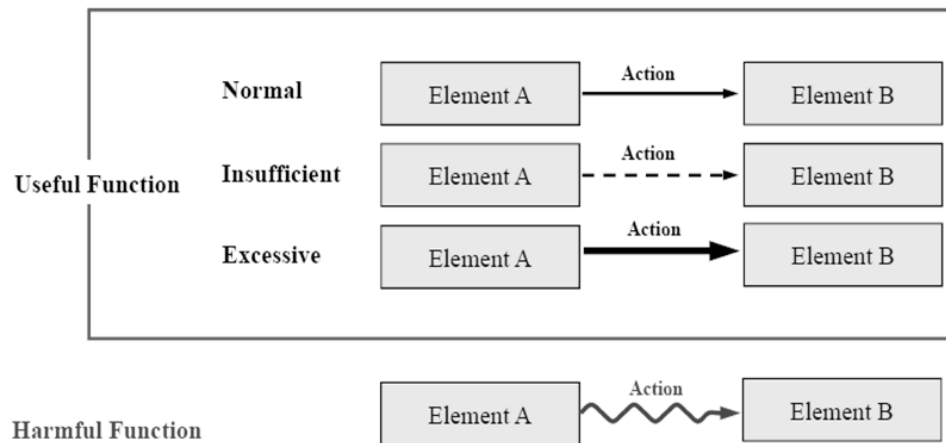 Normal
Element A
Action
Element B
Useful Function
Insufficient
Element A
Action
Element B
Excessive
Element A
Action
Element B
Harmful Function
Element A
Action
Element B